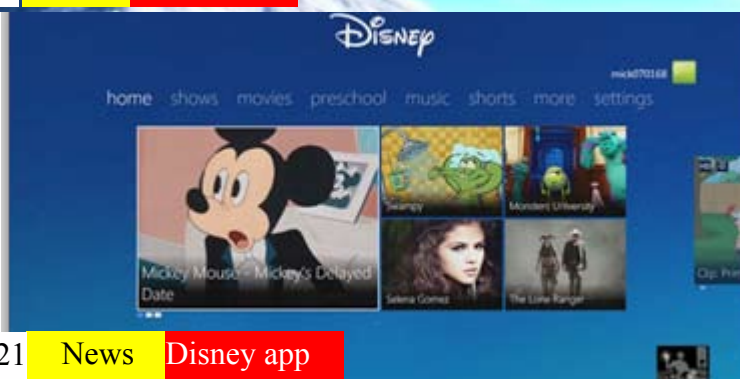 Disney
mick070168
home shows movies preschool music shorts more settings
Swampy
Monsters University
Mickey Mouse - Mickey's Delayed
Date
Selena Gomez
The Lone Ranger
Clip:
21 News Disney app